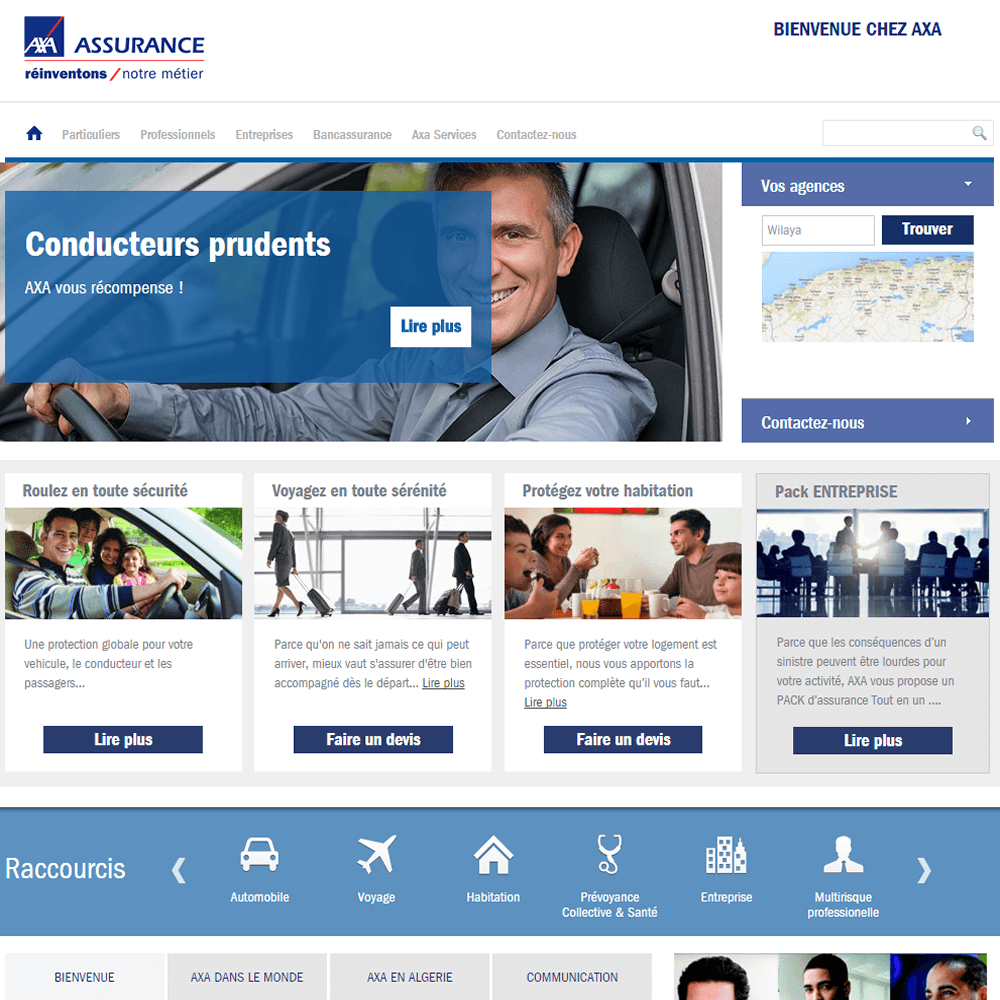 AXA ASSURANCE
réinventons / notre métier
BIENVENUE CHEZ AXA
Particuliers Professionnels Entreprises Bancassurance Axa Services Contactez-nous
Conducteurs prudents
AXA vous récompense !
Lire plus
Vos agences
Wilaya Trouver
Contactez-nous
Roulez en toute sécurité
Une protection globale pour votre
vehicule, le conducteur et les
passagers...
Lire plus
Voyagez en toute sérénité
Parce qu'on ne sait jamais ce qui peut
arriver, mieux vaut s'assurer d'être bien
accompagné dès le départ... Lire plus
Faire un devis
Protégez votre habitation
Parce que protéger votre logement est
essentiel, nous vous apportons la
protection complète qu'il vous faut...
Lire plus
Faire un devis
Pack ENTREPRISE
Parce que les conséquences d'un
sinistre peuvent être lourdes pour
votre activité, AXA vous propose un
PACK d'assurance Tout en un ....
Lire plus
Raccourcis
Automobile
Voyage
Habitation
Prévoyance
Collective & Santé
Entreprise
Multirisque
professionelle
BIENVENUE AXA DANS LE MONDE AXA EN ALGERIE COMMUNICATION